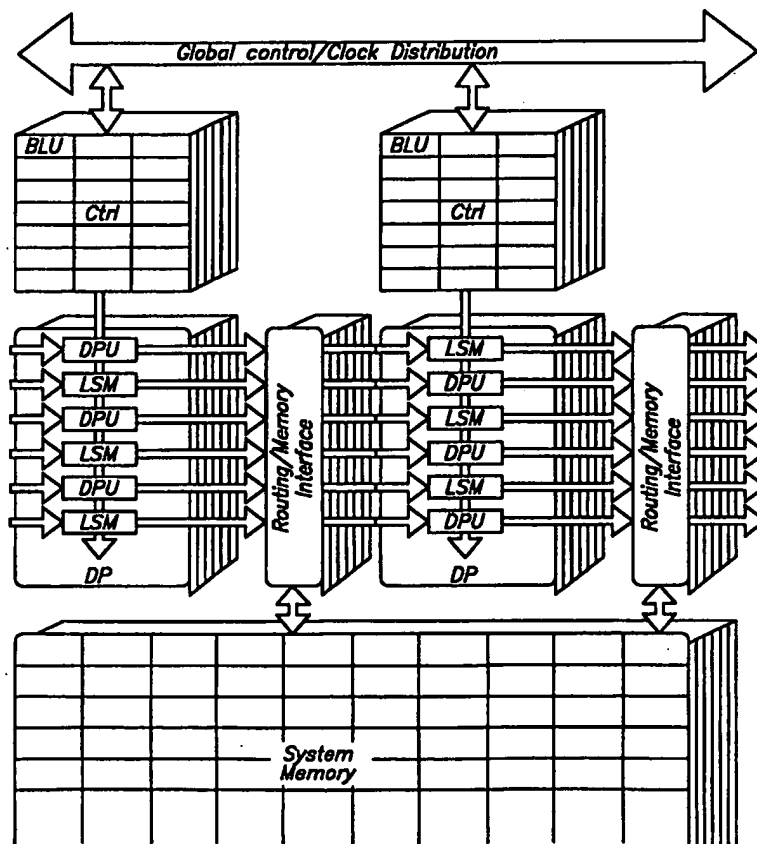 Global control/Clock Distribution
BLU
Ctrl
BLU
Ctrl
DPU
LSM
DPU
LSM
DPU
LSM
DP
Routing/Memory
Interface
LSM
DPU
LSM
DPU
LSM
DPU
DP
Routing/Memory
Interface
System
Memory